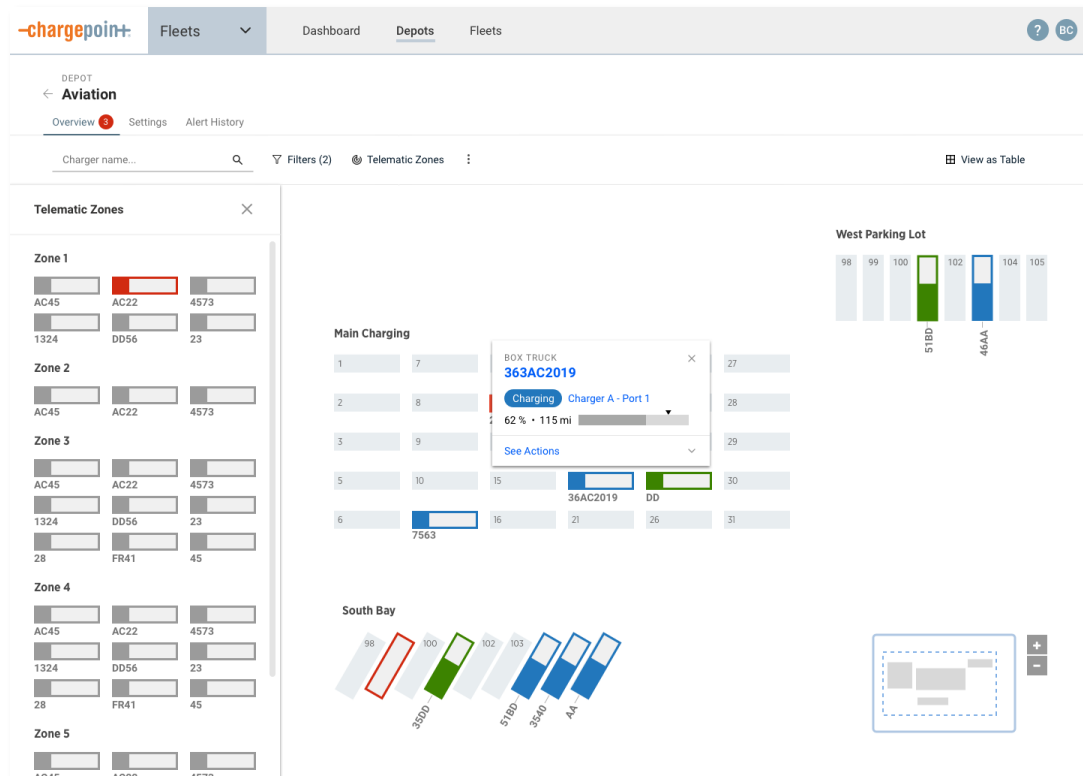 chargepoint.
Fleets
Dashboard
Depots
Fleets
?
BC
DEPOT
Aviation
Overview 3
Settings
Alert History
Charger name...
Filters (2)
Telematic Zones
View as Table
Telematic Zones
Zone 1
AC45 AC22 4573
1324 DD56 23
Zone 2
AC45 AC22 4573
Zone 3
AC45 AC22 4573
1324 DD56 23
28 FR41 45
Zone 4
AC45 AC22 4573
1324 DD56 23
28 FR41 45
Zone 5
West Parking Lot
98 99 100 102 104 105
51BD 46AA
Main Charging
1 7 27
2 8 28
3 9 29
5 10 15 30
36AC2019 DD
6 16 21 26 31
7563
BOX TRUCK
363AC2019
Charging Charger A - Port 1
62 % • 115 mi
See Actions
South Bay
98 100 102 103
35DD 51BD 3540 AA
+
-